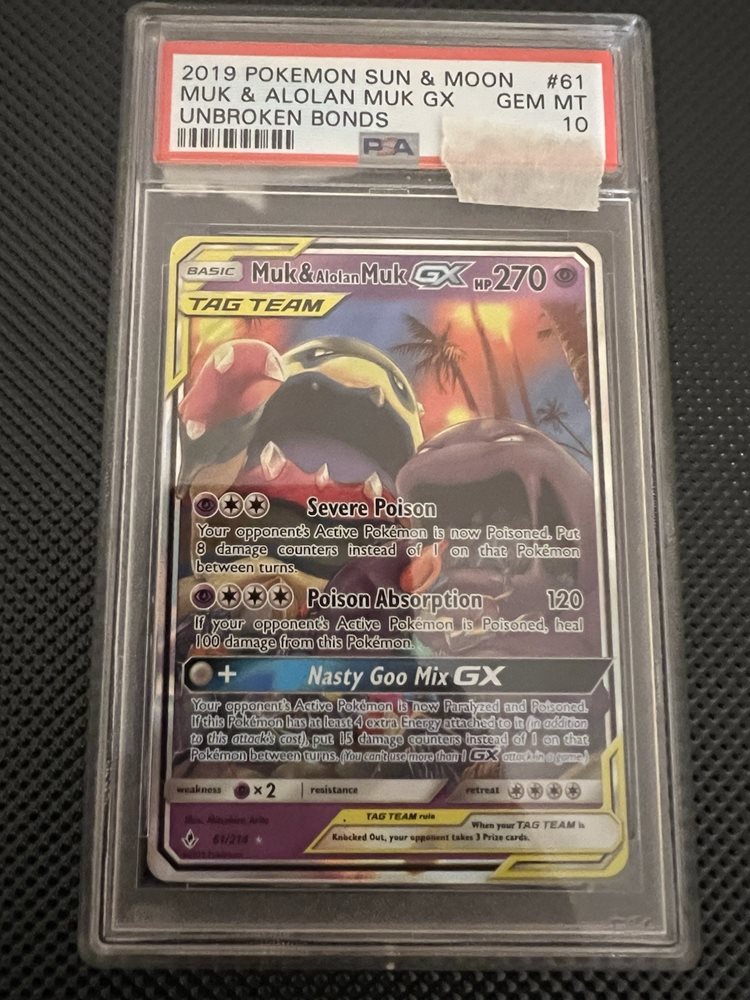 2019 POKEMON SUN & MOON #61
MUK & ALOLAN MUK GX GEM MT
UNBROKEN BONDS 10
PSA
BASIC Muk & Alolan Muk GX HP 270
TAG TEAM
Severe Poison
Your opponent's Active Pokémon is now Poisoned. Put
8 damage counters instead of 1 on that Pokémon
between turns.
Poison Absorption 120
If your opponent's Active Pokémon is Poisoned, heal
100 damage from this Pokémon.
+ Nasty Goo Mix GX
Your opponent's Active Pokémon is now Paralyzed and Poisoned.
If this Pokémon has at least 4 extra Energy attached to it (in addition
to this attack's cost), put 15 damage counters instead of 1 on that
Pokémon between turns. (You can't use more than 1 GX attack in a game.)
weakness ×2 resistance retreat
TAG TEAM rule When your TAG TEAM is
Knocked Out, your opponent takes 3 Prize cards.
61/214